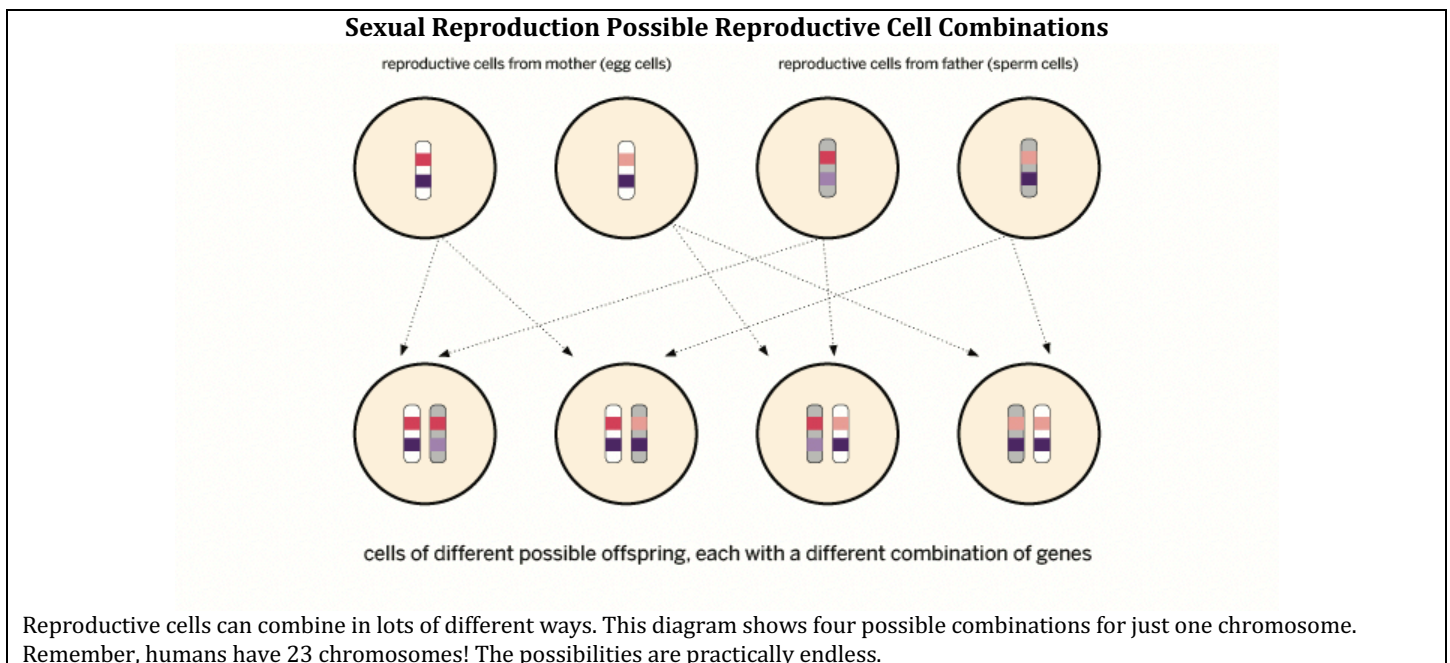 Sexual Reproduction Possible Reproductive Cell Combinations
reproductive cells from mother (egg cells)
reproductive cells from father (sperm cells)
cells of different possible offspring, each with a different combination of genes
Reproductive cells can combine in lots of different ways. This diagram shows four possible combinations for just one chromosome.
Remember, humans have 23 chromosomes! The possibilities are practically endless.